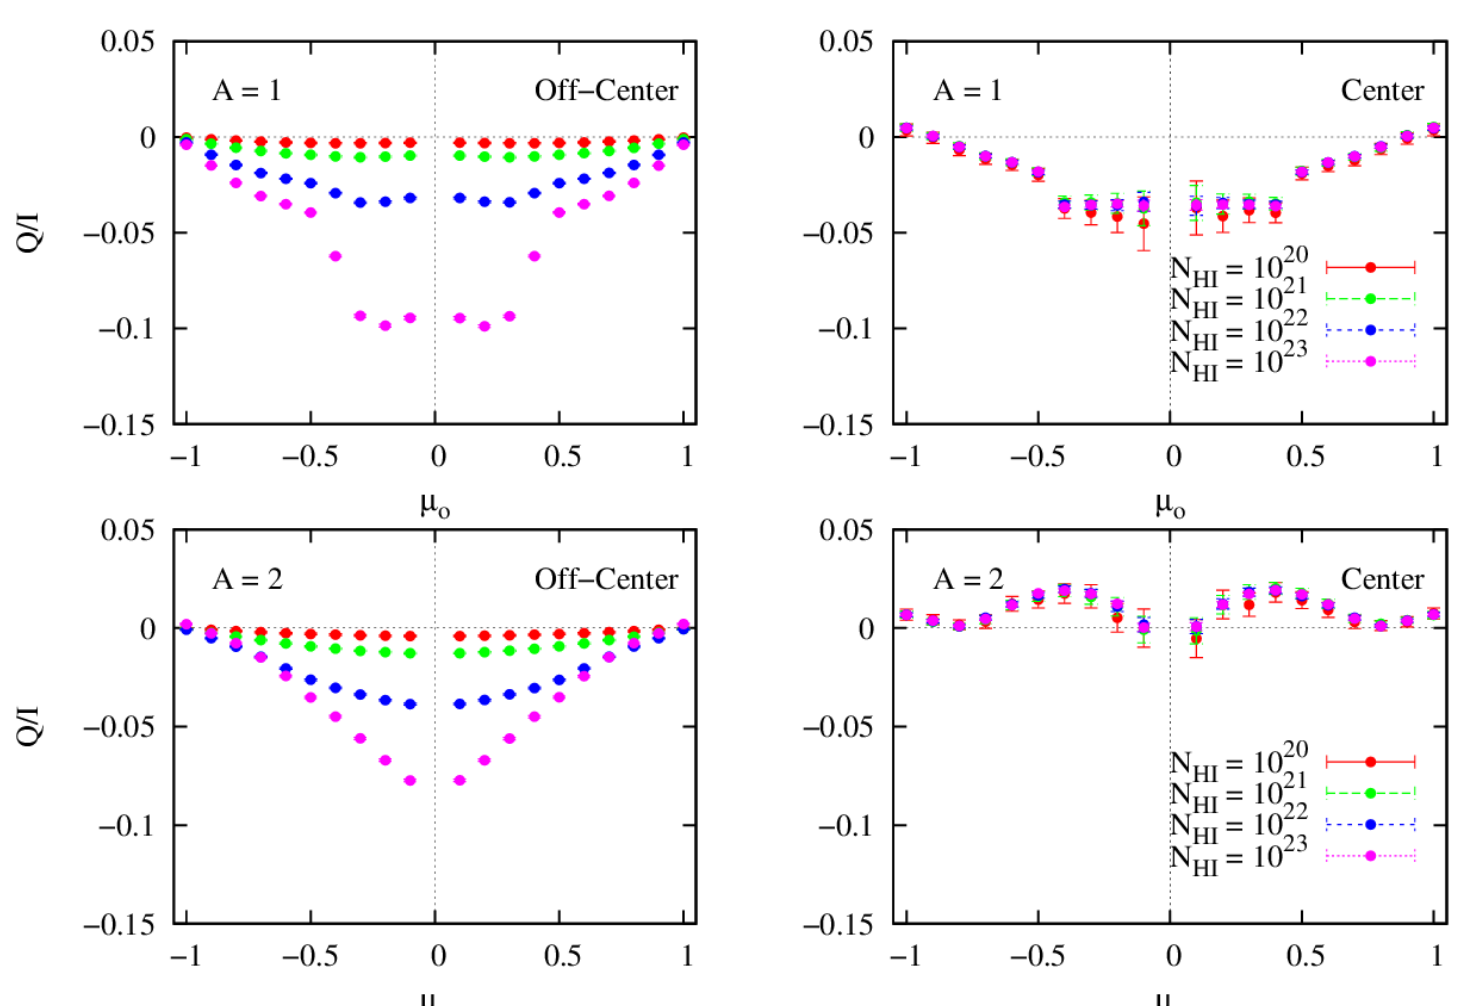 0.05
0
−0.05
−0.1
−0.15
Q/I
A = 1
Off−Center
−1
−0.5
0
0.5
1
μo
0.05
0
−0.05
−0.1
−0.15
A = 1
Center
NHI = 10^20
NHI = 10^21
NHI = 10^22
NHI = 10^23
−1
−0.5
0
0.5
1
μo
0.05
0
−0.05
−0.1
−0.15
Q/I
A = 2
Off−Center
−1
−0.5
0
0.5
1
0.05
0
−0.05
−0.1
−0.15
A = 2
Center
NHI = 10^20
NHI = 10^21
NHI = 10^22
NHI = 10^23
−1
−0.5
0
0.5
1